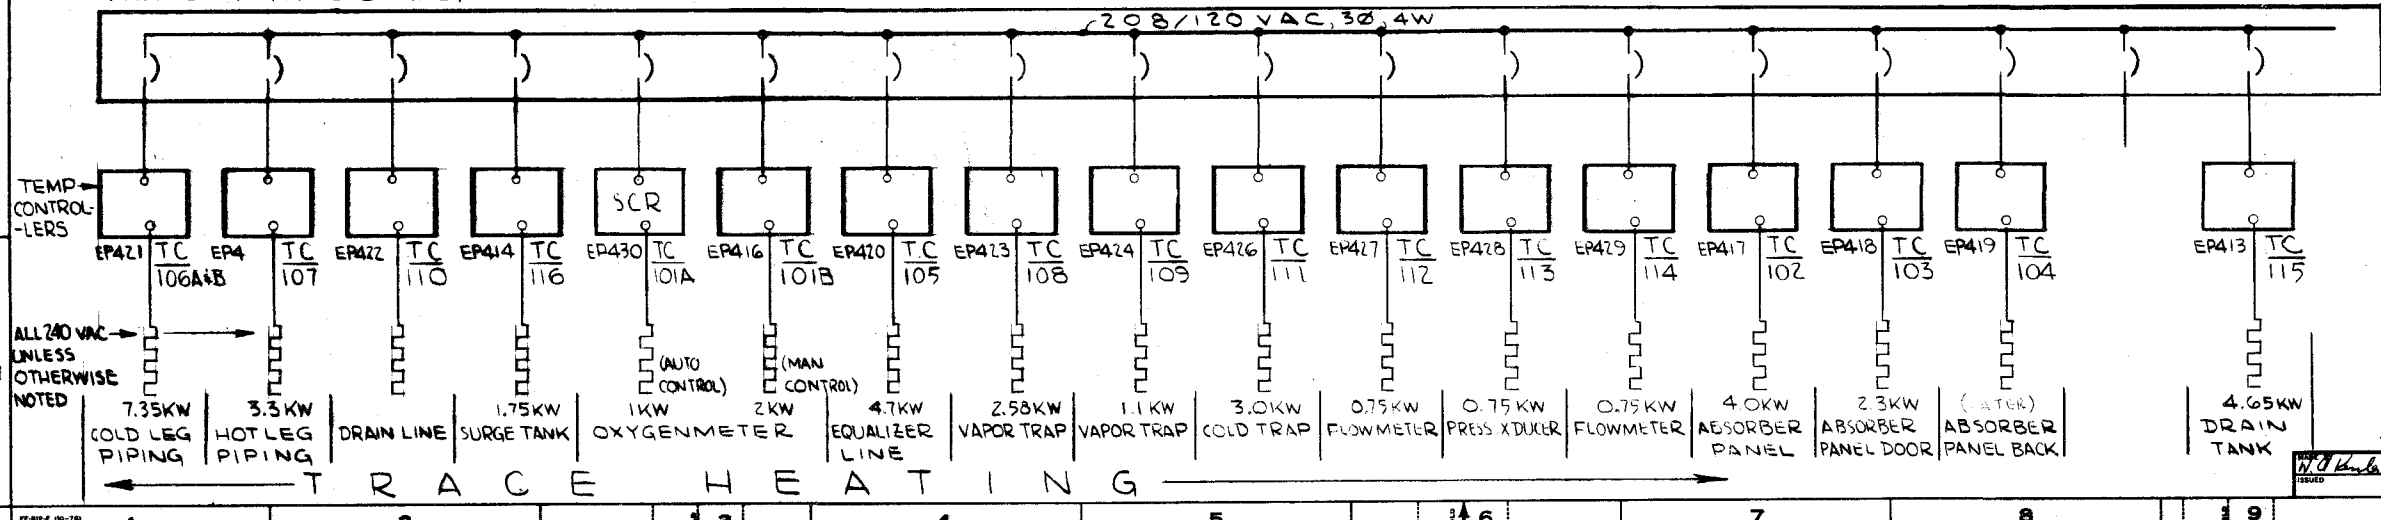 208/120 VAC, 3Ø, 4W
TEMP
CONTROL-
-LERS
SCR
EP421 TC 106A&B
EP4 TC 107
EP422 TC 110
EP414 TC 116
EP430 TC 101A
EP416 TC 101B
EP420 TC 105
EP423 TC 108
EP424 TC 109
EP426 TC 111
EP427 TC 112
EP428 TC 113
EP429 TC 114
EP417 TC 102
EP418 TC 103
EP419 TC 104
EP413 TC 115
ALL 240 VAC
UNLESS
OTHERWISE
NOTED
(AUTO
CONTROL)
(MAN
CONTROL)
7.35KW
COLD LEG
PIPING
3.3KW
HOT LEG
PIPING
DRAIN LINE
1.75KW
SURGE TANK
1KW 2KW
OXYGENMETER
4.7KW
EQUALIZER
LINE
2.58KW
VAPOR TRAP
1.1KW
VAPOR TRAP
3.0KW
COLD TRAP
0.75KW
FLOWMETER
0.75KW
PRESS. XDUCER
0.75KW
FLOWMETER
4.0KW
ABSORBER
PANEL
2.3KW
ABSORBER
PANEL DOOR
(LATER)
ABSORBER
PANEL BACK
4.65KW
DRAIN
TANK
TRACE HEATING
ISSUED
4 5 6 7 8 9